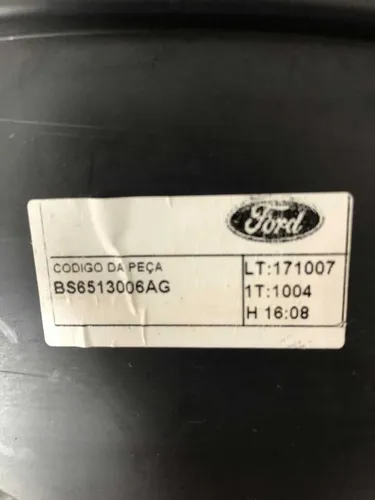 Ford
CODIGO DA PEÇA
BS6513006AG
LT:171007
1T:1004
H 16:08